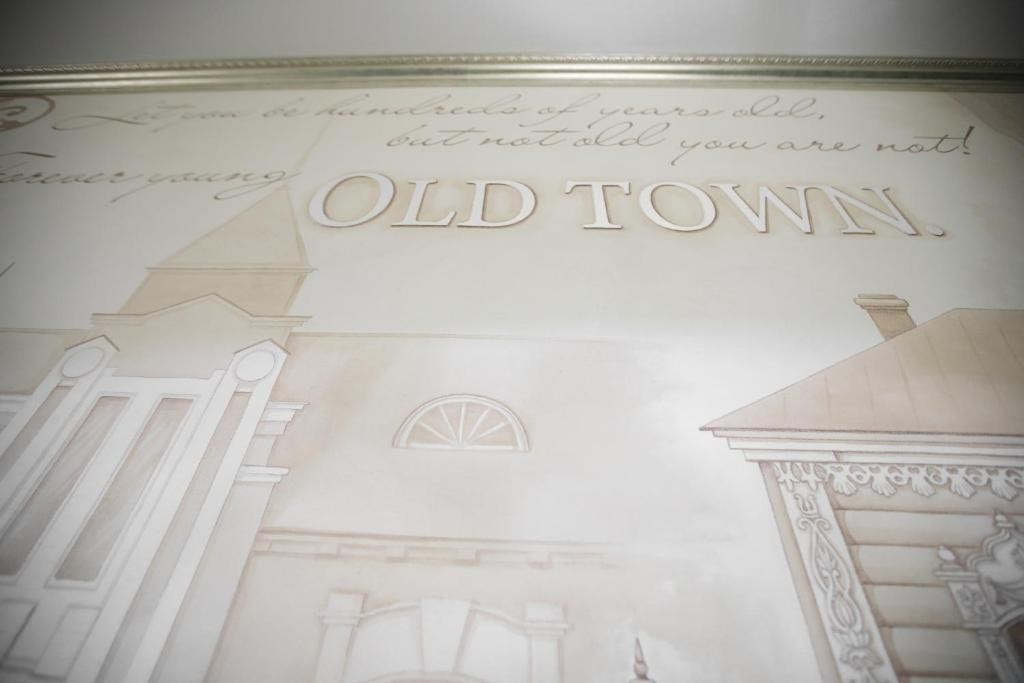 Let you be hundreds of years old,
but not old you are not!
Forever young
OLD TOWN.